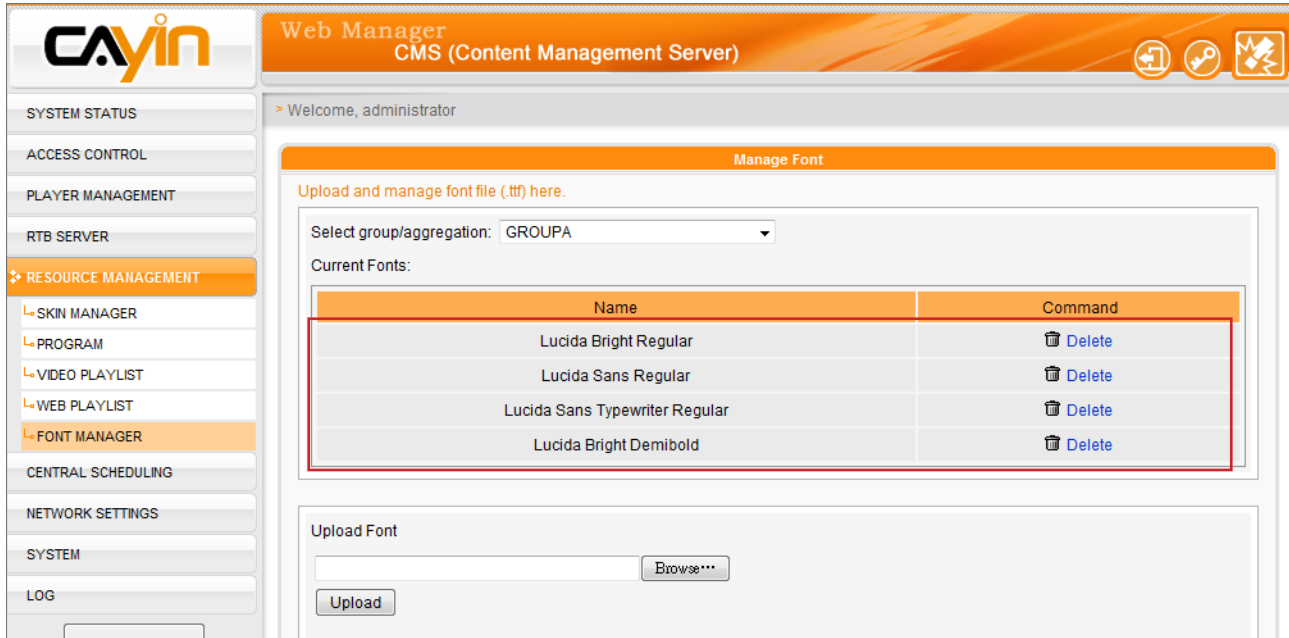 CAYIN
Web Manager
CMS (Content Management Server)
SYSTEM STATUS
ACCESS CONTROL
PLAYER MANAGEMENT
RTB SERVER
RESOURCE MANAGEMENT
SKIN MANAGER
PROGRAM
VIDEO PLAYLIST
WEB PLAYLIST
FONT MANAGER
CENTRAL SCHEDULING
NETWORK SETTINGS
SYSTEM
LOG
> Welcome, administrator
Manage Font
Upload and manage font file (.ttf) here.
Select group/aggregation: GROUPA
Current Fonts:
Name Command
Lucida Bright Regular Delete
Lucida Sans Regular Delete
Lucida Sans Typewriter Regular Delete
Lucida Bright Demibold Delete
Upload Font
Browse···
Upload